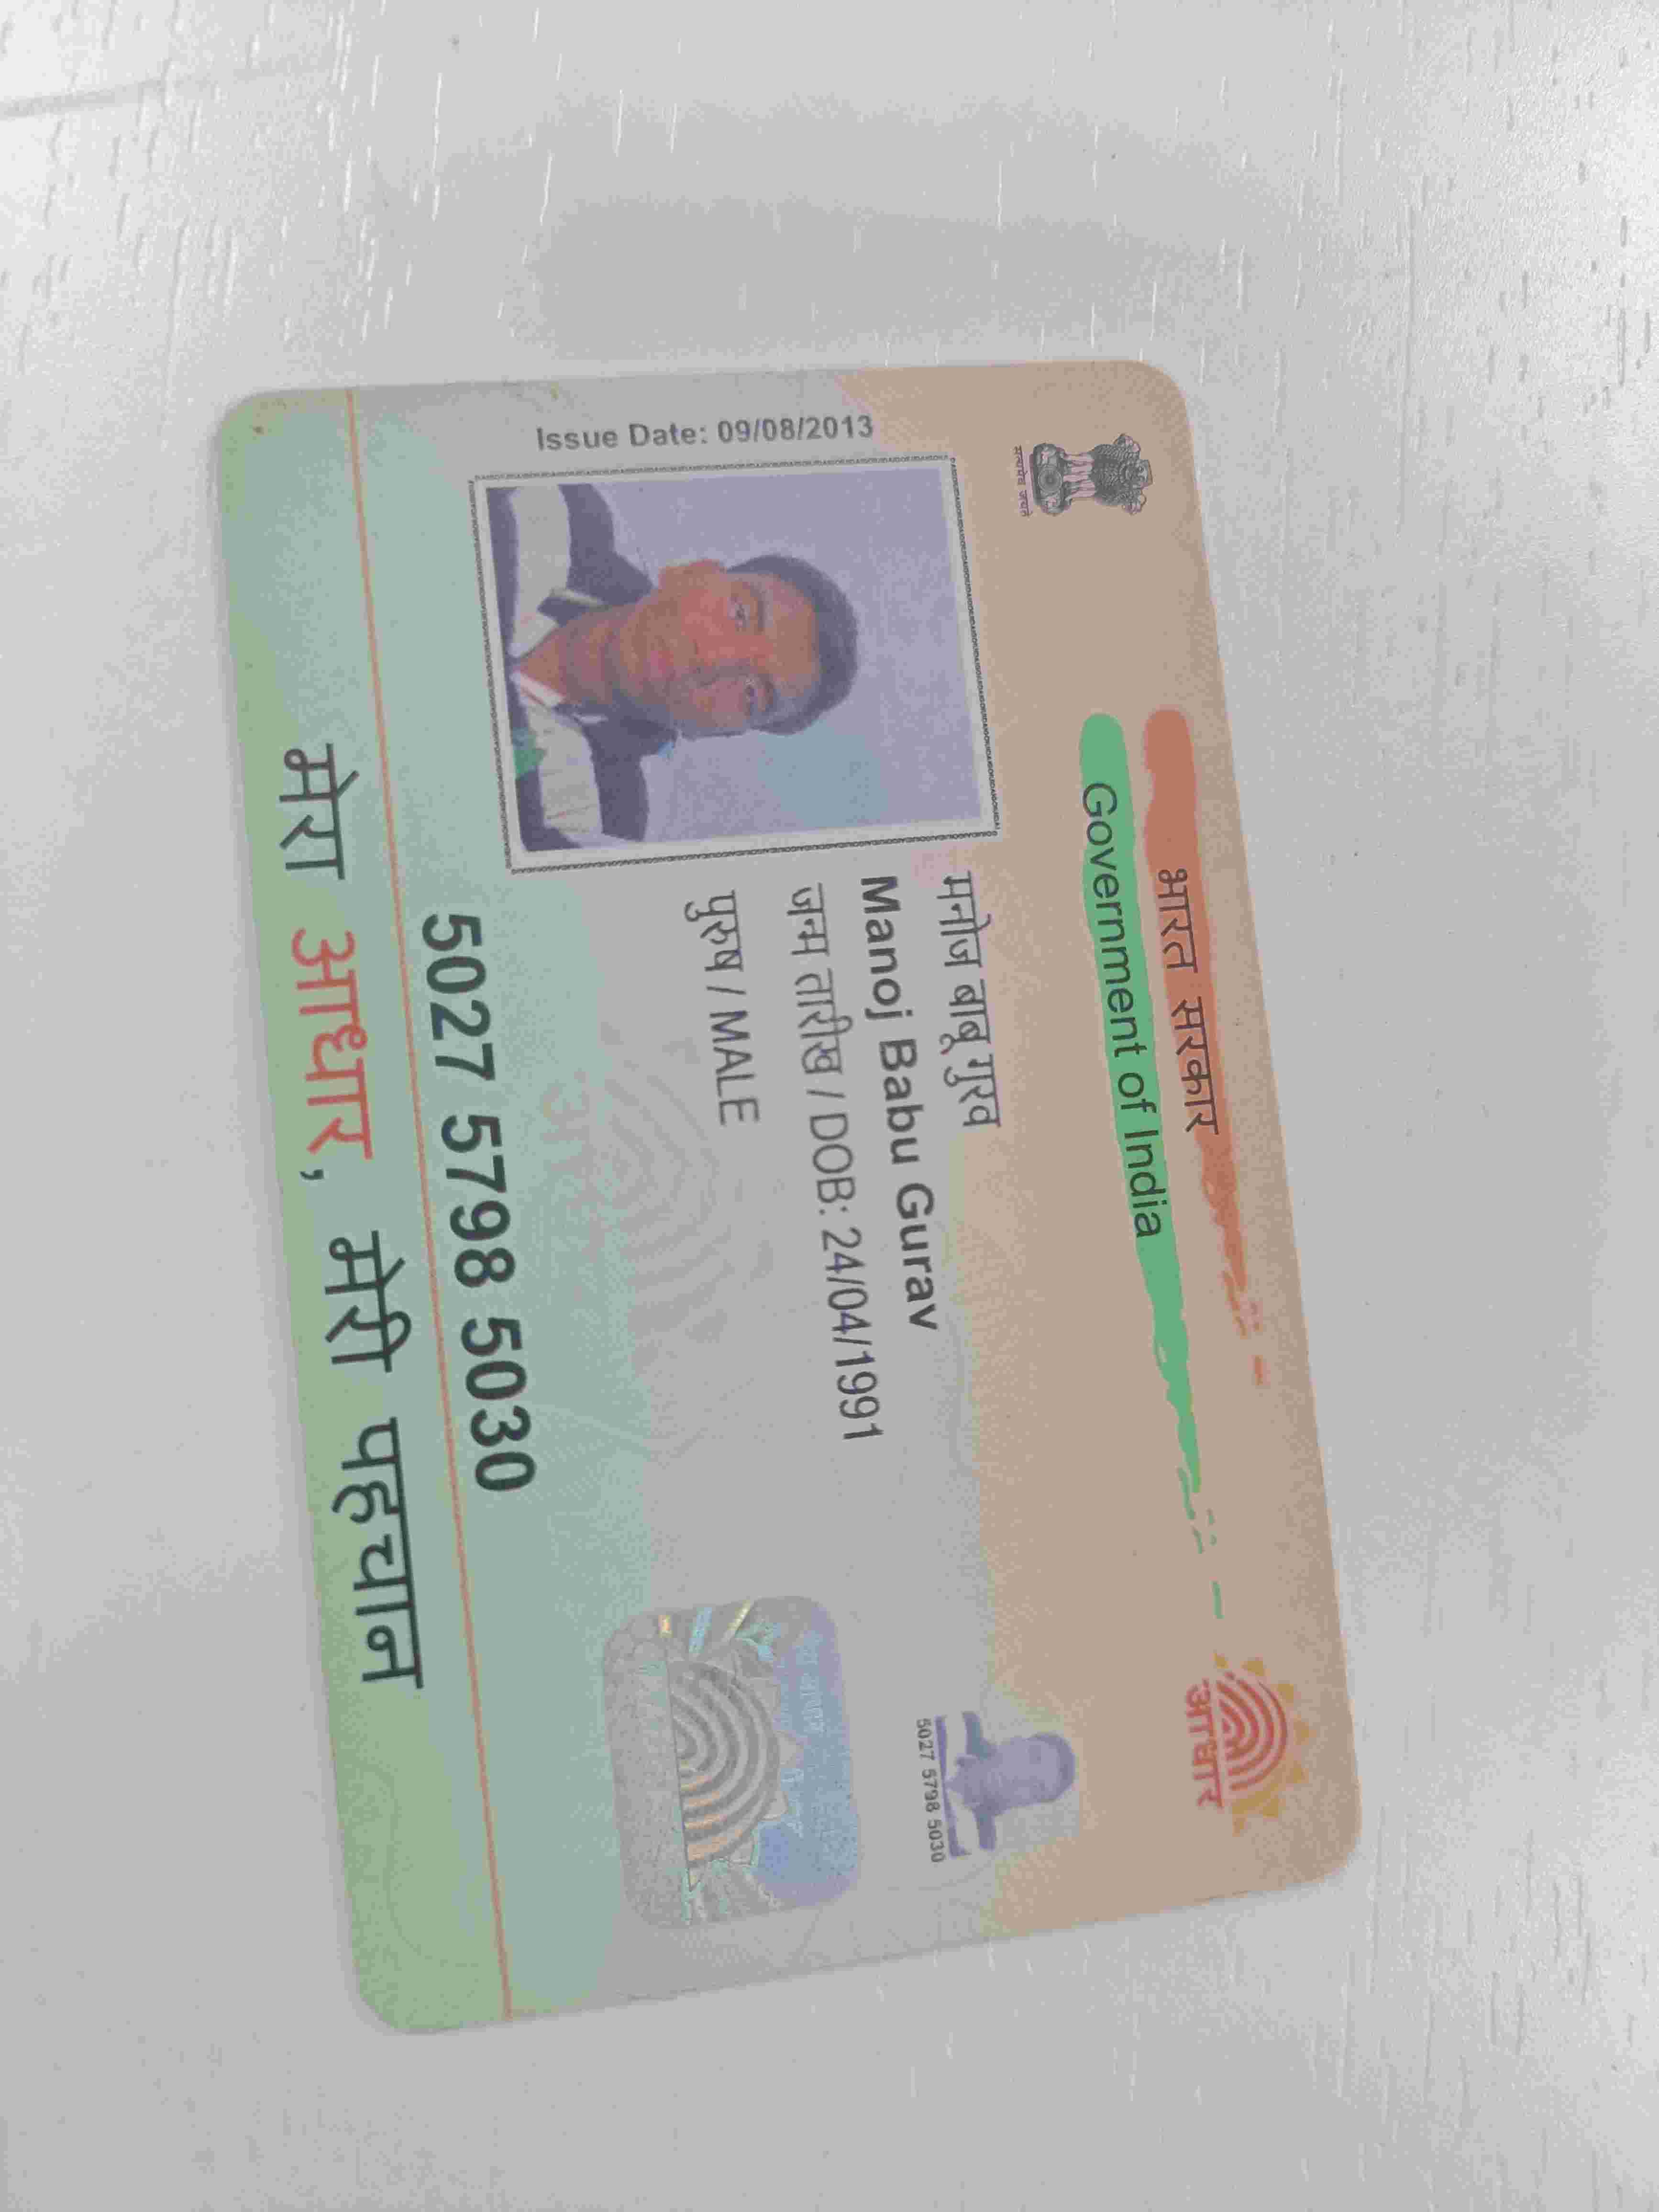 भारत सरकार
Government of India
आधार
सत्यमेव जयते
Issue Date: 09/08/2013
मनोज बाबू गुरव
Manoj Babu Gurav
जन्म तारीख / DOB: 24/04/1991
पुरुष / MALE
5027 5798 5030
5027 5798 5030
मेरा आधार, मेरी पहचान